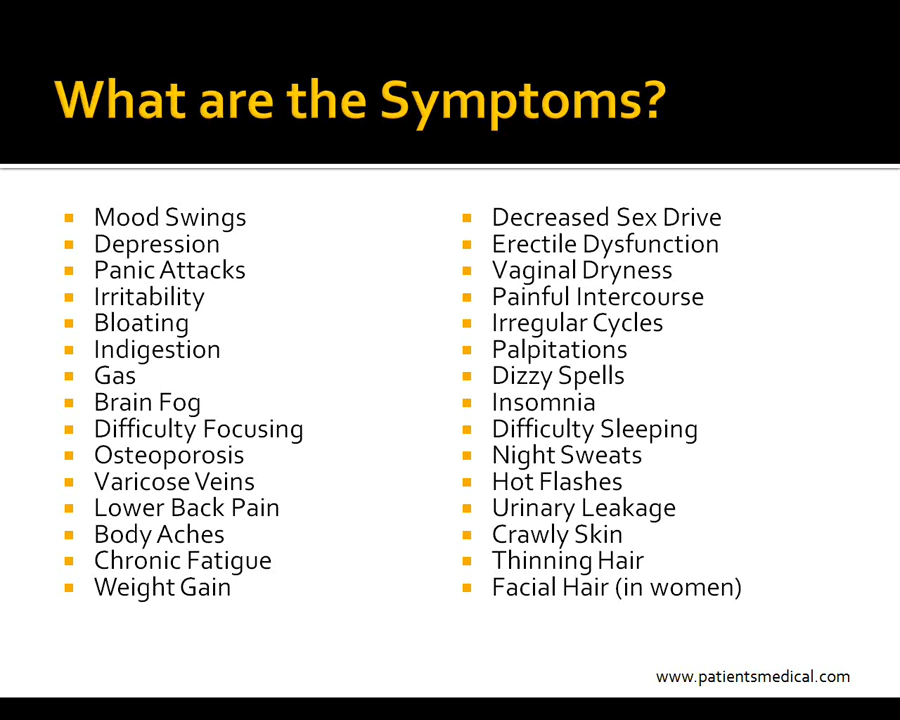 What are the Symptoms?
Mood Swings
Depression
Panic Attacks
Irritability
Bloating
Indigestion
Gas
Brain Fog
Difficulty Focusing
Osteoporosis
Varicose Veins
Lower Back Pain
Body Aches
Chronic Fatigue
Weight Gain
Decreased Sex Drive
Erectile Dysfunction
Vaginal Dryness
Painful Intercourse
Irregular Cycles
Palpitations
Dizzy Spells
Insomnia
Difficulty Sleeping
Night Sweats
Hot Flashes
Urinary Leakage
Crawly Skin
Thinning Hair
Facial Hair (in women)
www.patientsmedical.com